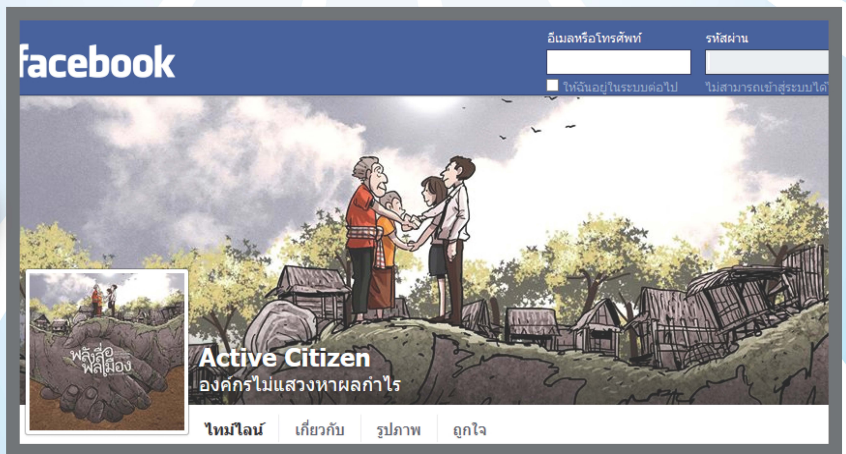 facebook
อีเมลหรือโทรศัพท์
รหัสผ่าน
ให้ฉันอยู่ในระบบต่อไป
ไม่สามารถเข้าสู่ระบบได้
พลังสื่อ
พลเมือง
Active Citizen
องค์กรไม่แสวงหาผลกำไร
ไทม์ไลน์
เกี่ยวกับ
รูปภาพ
ถูกใจ